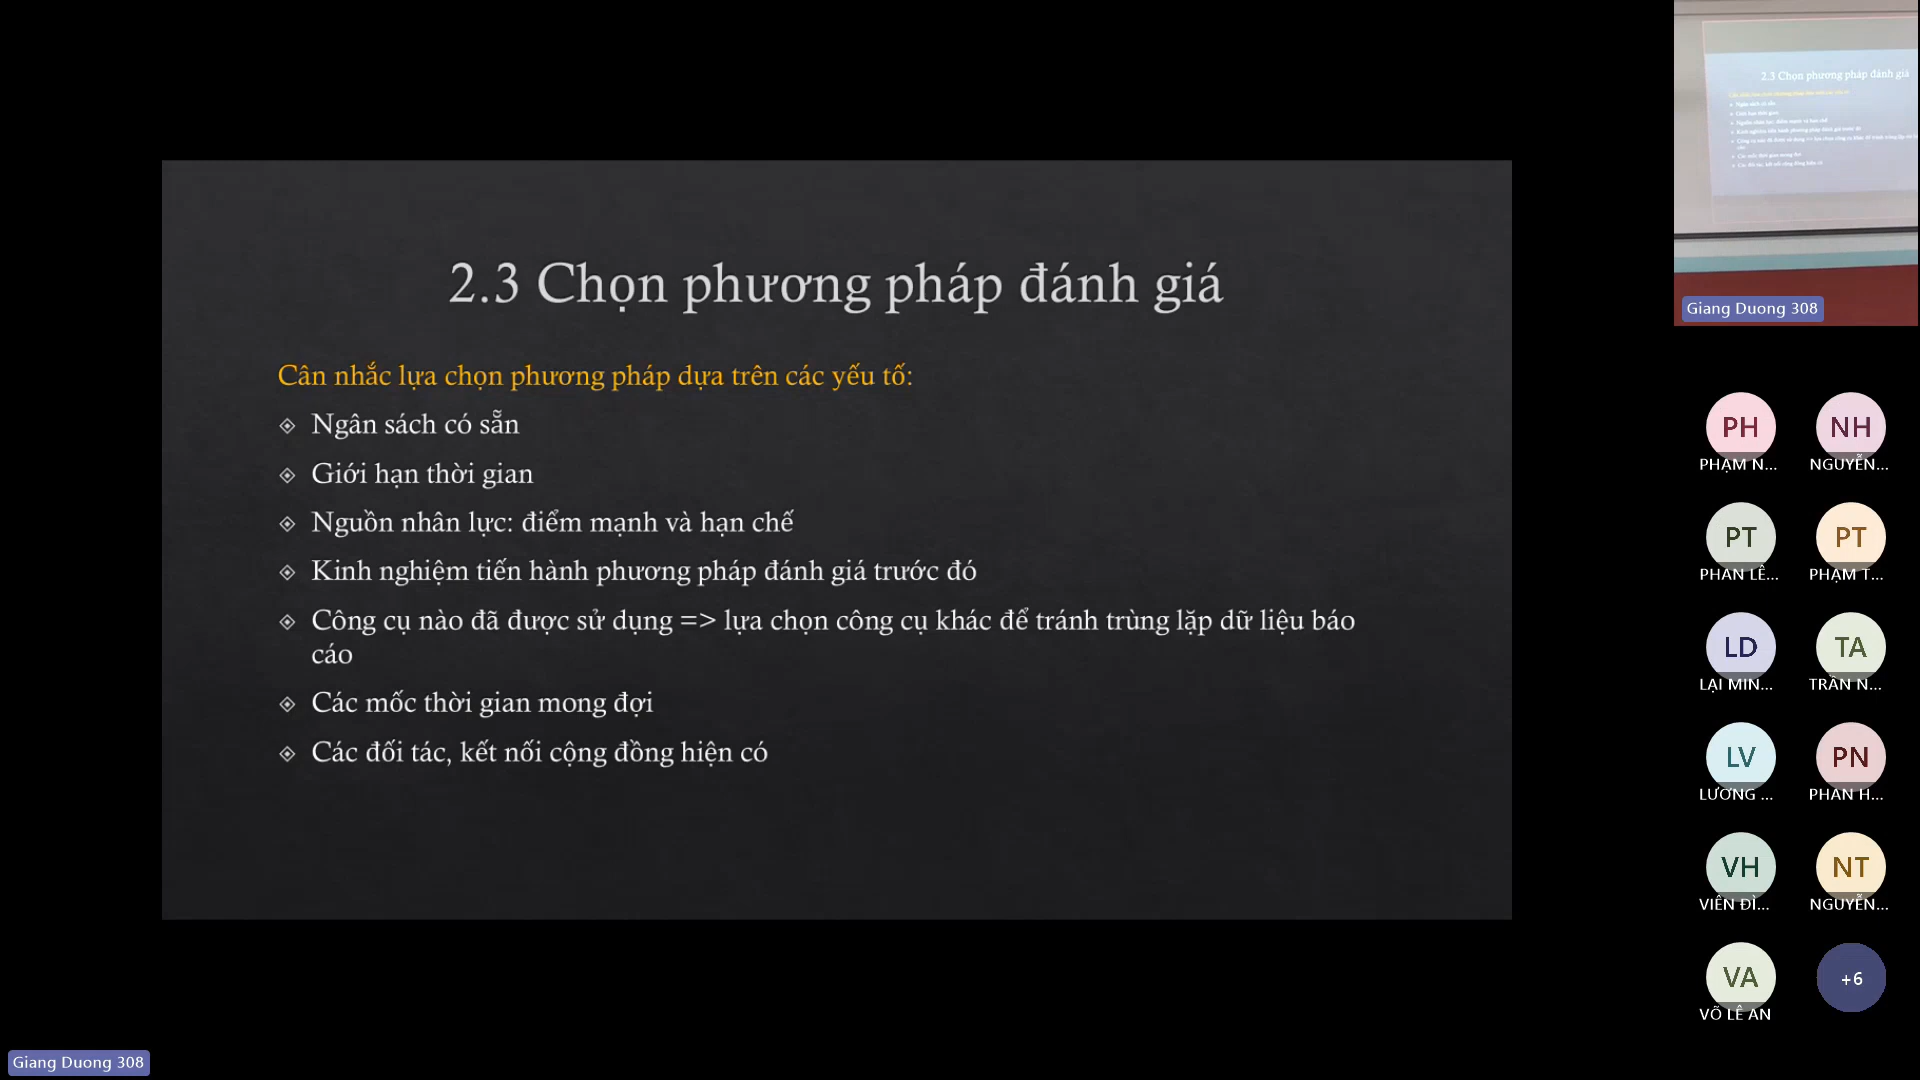 2.3 Chọn phương pháp đánh giá
Cân nhắc lựa chọn phương pháp dựa trên các yếu tố:
Ngân sách có sẵn
Giới hạn thời gian
Nguồn nhân lực: điểm mạnh và hạn chế
Kinh nghiệm tiến hành phương pháp đánh giá trước đó
Công cụ nào đã được sử dụng => lựa chọn công cụ khác để tránh trùng lặp dữ liệu báo
cáo
Các mốc thời gian mong đợi
Các đối tác, kết nối cộng đồng hiện có
Giang Duong 308
2.3 Chọn phương pháp đánh giá
Giang Duong 308
PH
NH
PHẠM N...
NGUYỄN...
PT
PT
PHAN LÊ...
PHẠM T...
LD
TA
LẠI MIN...
TRẦN N...
LV
PN
LƯƠNG ...
PHAN H...
VH
NT
VIÊN ĐÌ...
NGUYỄN...
VA
+6
VÕ LÊ AN